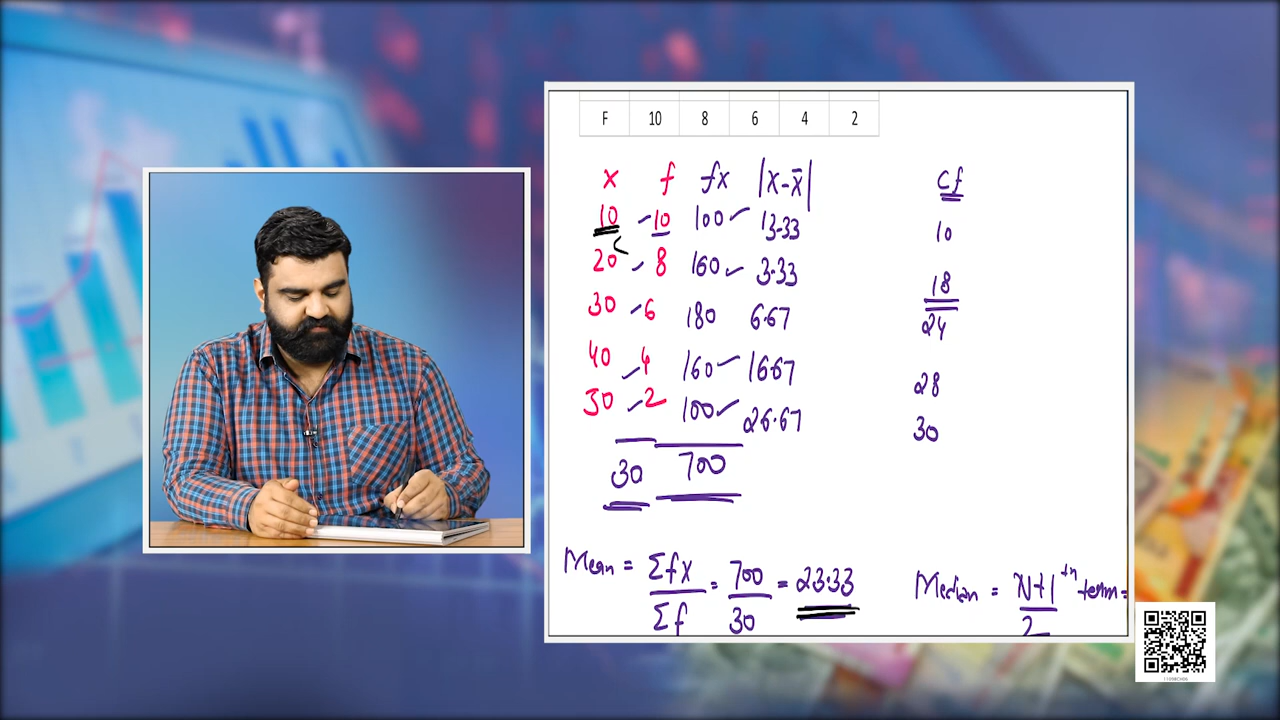 F 10 8 6 4 2
x f fx |x-x̄| cf
10 10 100 13.33 10
20 8 160 3.33 18
30 6 180 6.67 24
40 4 160 16.67 28
30 2 100 26.67 30
30 700
Mean = Σfx / Σf = 700 / 30 = 23.33
Median = N+1 / 2 th term =